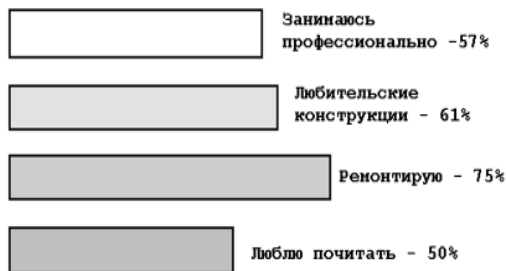 Занимаюсь
профессионально -57%
Любительские
конструкции - 61%
Ремонтирую - 75%
Люблю почитать - 50%